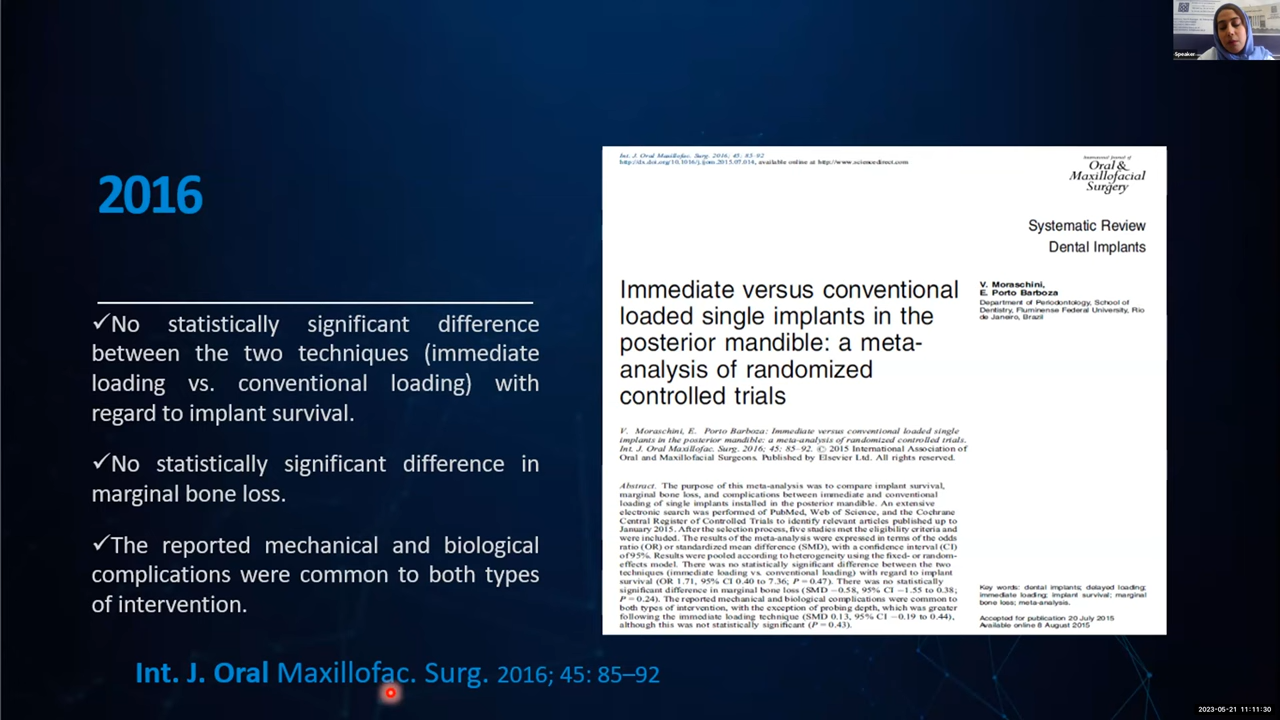 Speaker
2016
✓No statistically significant difference
between the two techniques (immediate
loading vs. conventional loading) with
regard to implant survival.
✓No statistically significant difference in
marginal bone loss.
✓The reported mechanical and biological
complications were common to both types
of intervention.
Int. J. Oral Maxillofac. Surg. 2016; 45: 85–92
Int. J. Oral Maxillofac. Surg. 2016; 45: 85–92
http://dx.doi.org/10.1016/j.ijom.2015.07.014, available online at http://www.sciencedirect.com
International Journal of
Oral &
Maxillofacial
Surgery
Systematic Review
Dental Implants
Immediate versus conventional
loaded single implants in the
posterior mandible: a meta-
analysis of randomized
controlled trials
V. Moraschini,
E. Porto Barboza
Department of Periodontology, School of
Dentistry, Fluminense Federal University, Rio
de Janeiro, Brazil
V. Moraschini, E. Porto Barboza: Immediate versus conventional loaded single
implants in the posterior mandible: a meta-analysis of randomized controlled trials.
Int. J. Oral Maxillofac. Surg. 2016; 45: 85–92. © 2015 International Association of
Oral and Maxillofacial Surgeons. Published by Elsevier Ltd. All rights reserved.
Abstract. The purpose of this meta-analysis was to compare implant survival,
marginal bone loss, and complications between immediate and conventional
loading of single implants installed in the posterior mandible. An extensive
electronic search was performed of PubMed, Web of Science, and the Cochrane
Central Register of Controlled Trials to identify relevant articles published up to
January 2015. After the selection process, five studies met the eligibility criteria and
were included. The results of the meta-analysis were expressed in terms of the odds
ratio (OR) or standardized mean difference (SMD), with a confidence interval (CI)
of 95%. Results were pooled according to heterogeneity using the fixed- or random-
effects model. There was no statistically significant difference between the two
techniques (immediate loading vs. conventional loading) with regard to implant
survival (OR 1.71, 95% CI 0.40 to 7.36; P = 0.47). There was no statistically
significant difference in marginal bone loss (SMD −0.58, 95% CI −1.55 to 0.38;
P = 0.24). The reported mechanical and biological complications were common to
both types of intervention, with the exception of probing depth, which was greater
following the immediate loading technique (SMD 0.13, 95% CI −0.19 to 0.44),
although this was not statistically significant (P = 0.43).
Key words: dental implants; delayed loading;
immediate loading; implant survival; marginal
bone loss; meta-analysis.
Accepted for publication 20 July 2015
Available online 8 August 2015
2023-05-21 11:11:30